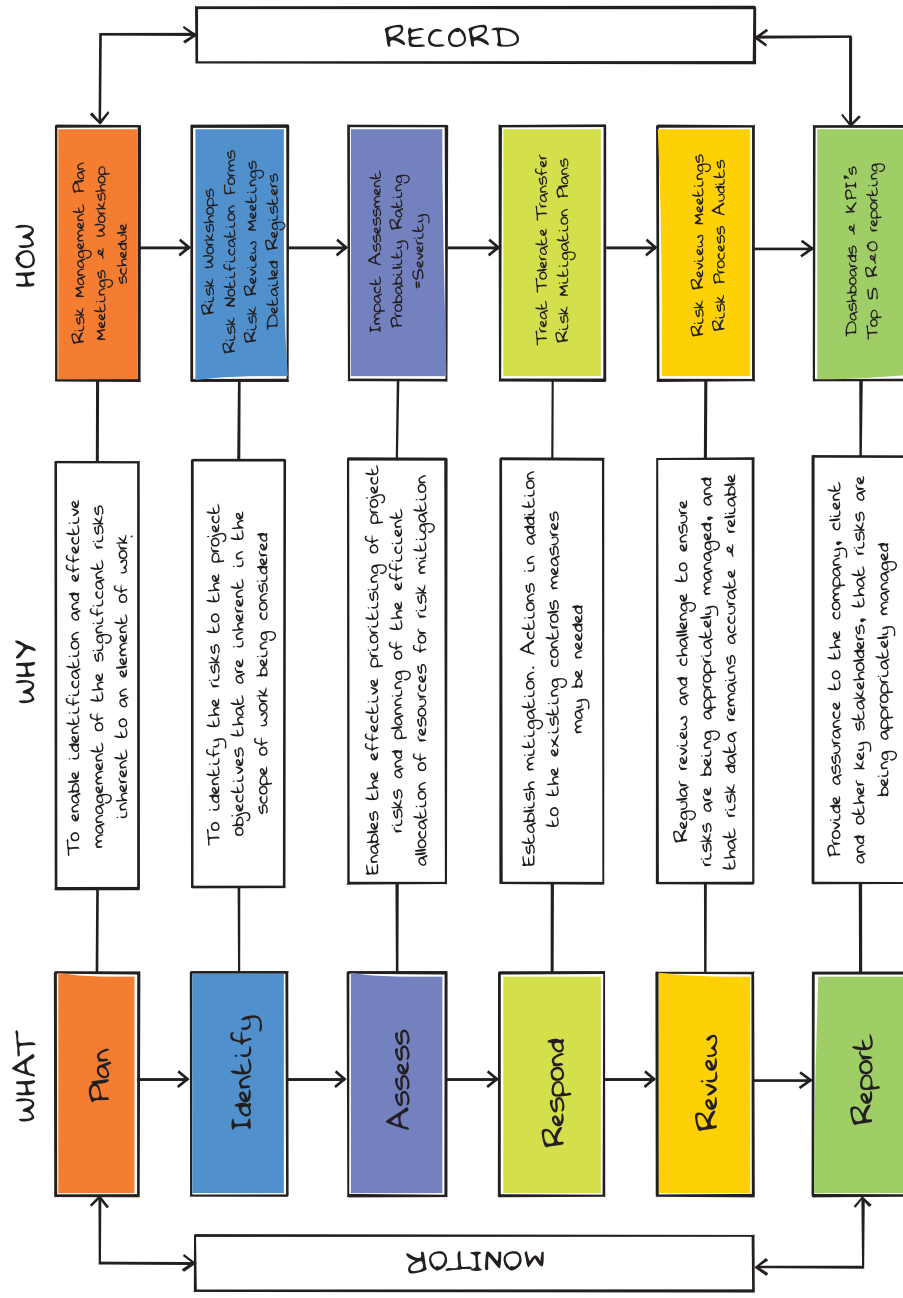 WHAT
WHY
HOW
MONITOR
Plan
To enable identification and effective
management of the significant risks
inherent to an element of work.
Risk Management Plan
Meetings & Workshop
schedule
Identify
To identify the risks to the project
objectives that are inherent in the
scope of work being considered
Risk Workshops
Risk Notification Forms
Risk Review Meetings
Detailed Registers
Assess
Enables the effective prioritising of project
risks and planning of the efficient
allocation of resources for risk mitigation
Impact Assessment
Probability Rating
=Severity
Respond
Establish mitigation. Actions in addition
to the existing controls measures
may be needed
Treat Tolerate Transfer
Risk Mitigation Plans
Review
Regular review and challenge to ensure
risks are being appropriately managed, and
that risk data remains accurate & reliable
Risk Review Meetings
Risk Process Audits
Report
Provide assurance to the company, client
and other key stakeholders, that risks are
being appropriately managed
Dashboards & KPI's
Top 5 R&O reporting
RECORD